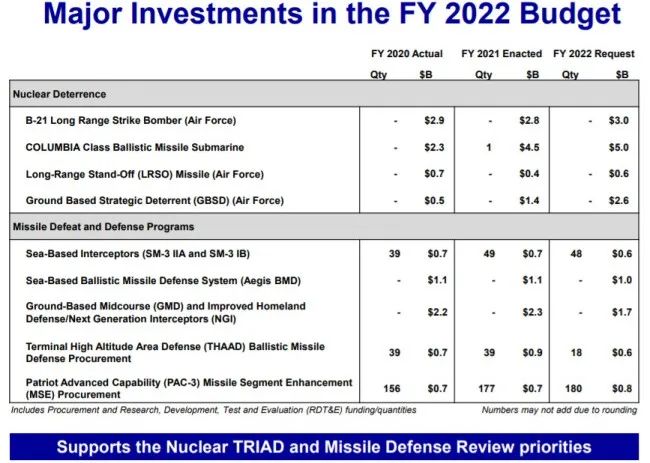 Major Investments in the FY 2022 Budget
FY 2020 Actual FY 2021 Enacted FY 2022 Request
Qty $B Qty $B Qty $B
Nuclear Deterrence
B-21 Long Range Strike Bomber (Air Force) - $2.9 - $2.8 - $3.0
COLUMBIA Class Ballistic Missile Submarine - $2.3 1 $4.5 $5.0
Long-Range Stand-Off (LRSO) Missile (Air Force) - $0.7 - $0.4 - $0.6
Ground Based Strategic Deterrent (GBSD) (Air Force) - $0.5 - $1.4 - $2.6
Missile Defeat and Defense Programs
Sea-Based Interceptors (SM-3 IIA and SM-3 IB) 39 $0.7 49 $0.7 48 $0.6
Sea-Based Ballistic Missile Defense System (Aegis BMD) - $1.1 - $1.1 - $1.0
Ground-Based Midcourse (GMD) and Improved Homeland
Defense/Next Generation Interceptors (NGI) - $2.2 - $2.3 - $1.7
Terminal High Altitude Area Defense (THAAD) Ballistic Missile
Defense Procurement 39 $0.7 39 $0.9 18 $0.6
Patriot Advanced Capability (PAC-3) Missile Segment Enhancement
(MSE) Procurement 156 $0.7 177 $0.7 180 $0.8
Includes Procurement and Research, Development, Test and Evaluation (RDT&E) funding/quantities Numbers may not add due to rounding
Supports the Nuclear TRIAD and Missile Defense Review priorities